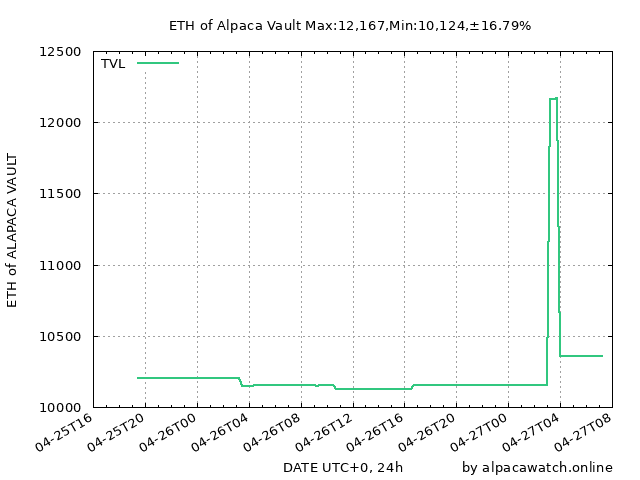 ETH of Alpaca Vault Max:12,167,Min:10,124,±16.79%
TVL
12500
12000
11500
11000
10500
10000
ETH of ALAPACA VAULT
04-25T16
04-25T20
04-26T00
04-26T04
04-26T08
04-26T12
04-26T16
04-26T20
04-27T00
04-27T04
04-27T08
DATE UTC+0, 24h
by alpacawatch.online